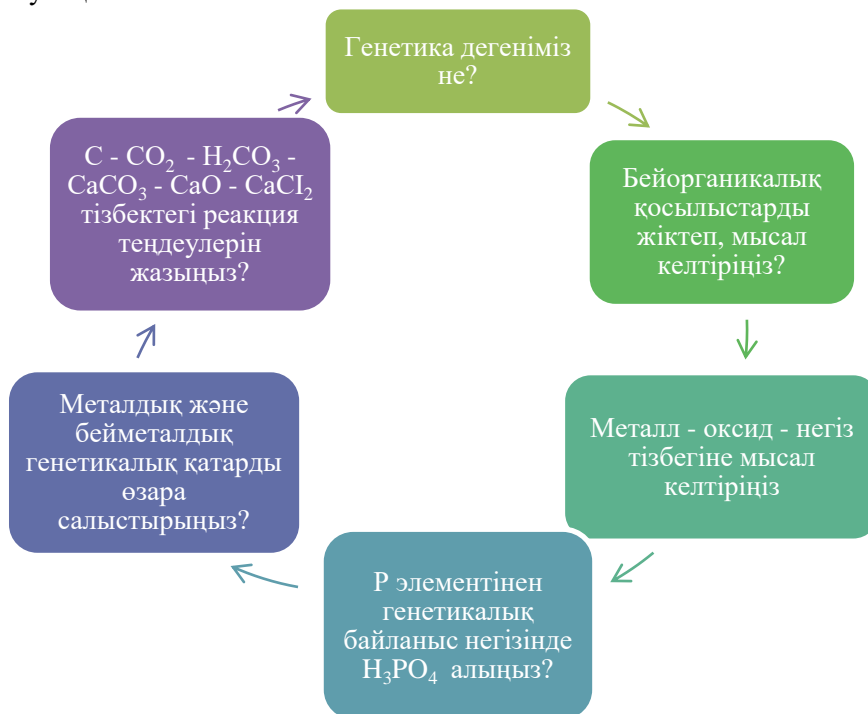 Генетика дегеніміз
не?
Бейорганикалық
қосылыстарды
жіктеп, мысал
келтіріңіз?
Металл - оксид - негіз
тізбегіне мысал
келтіріңіз
Р элементінен
генетикалық
байланыс негізінде
H₃PO₄ алыңыз?
Металдық және
бейметалдық
генетикалық қатарды
өзара
салыстырыңыз?
C - CO₂ - H₂CO₃ -
CaCO₃ - CaO - CaCI₂
тізбектегі реакция
теңдеулерін
жазыңыз?